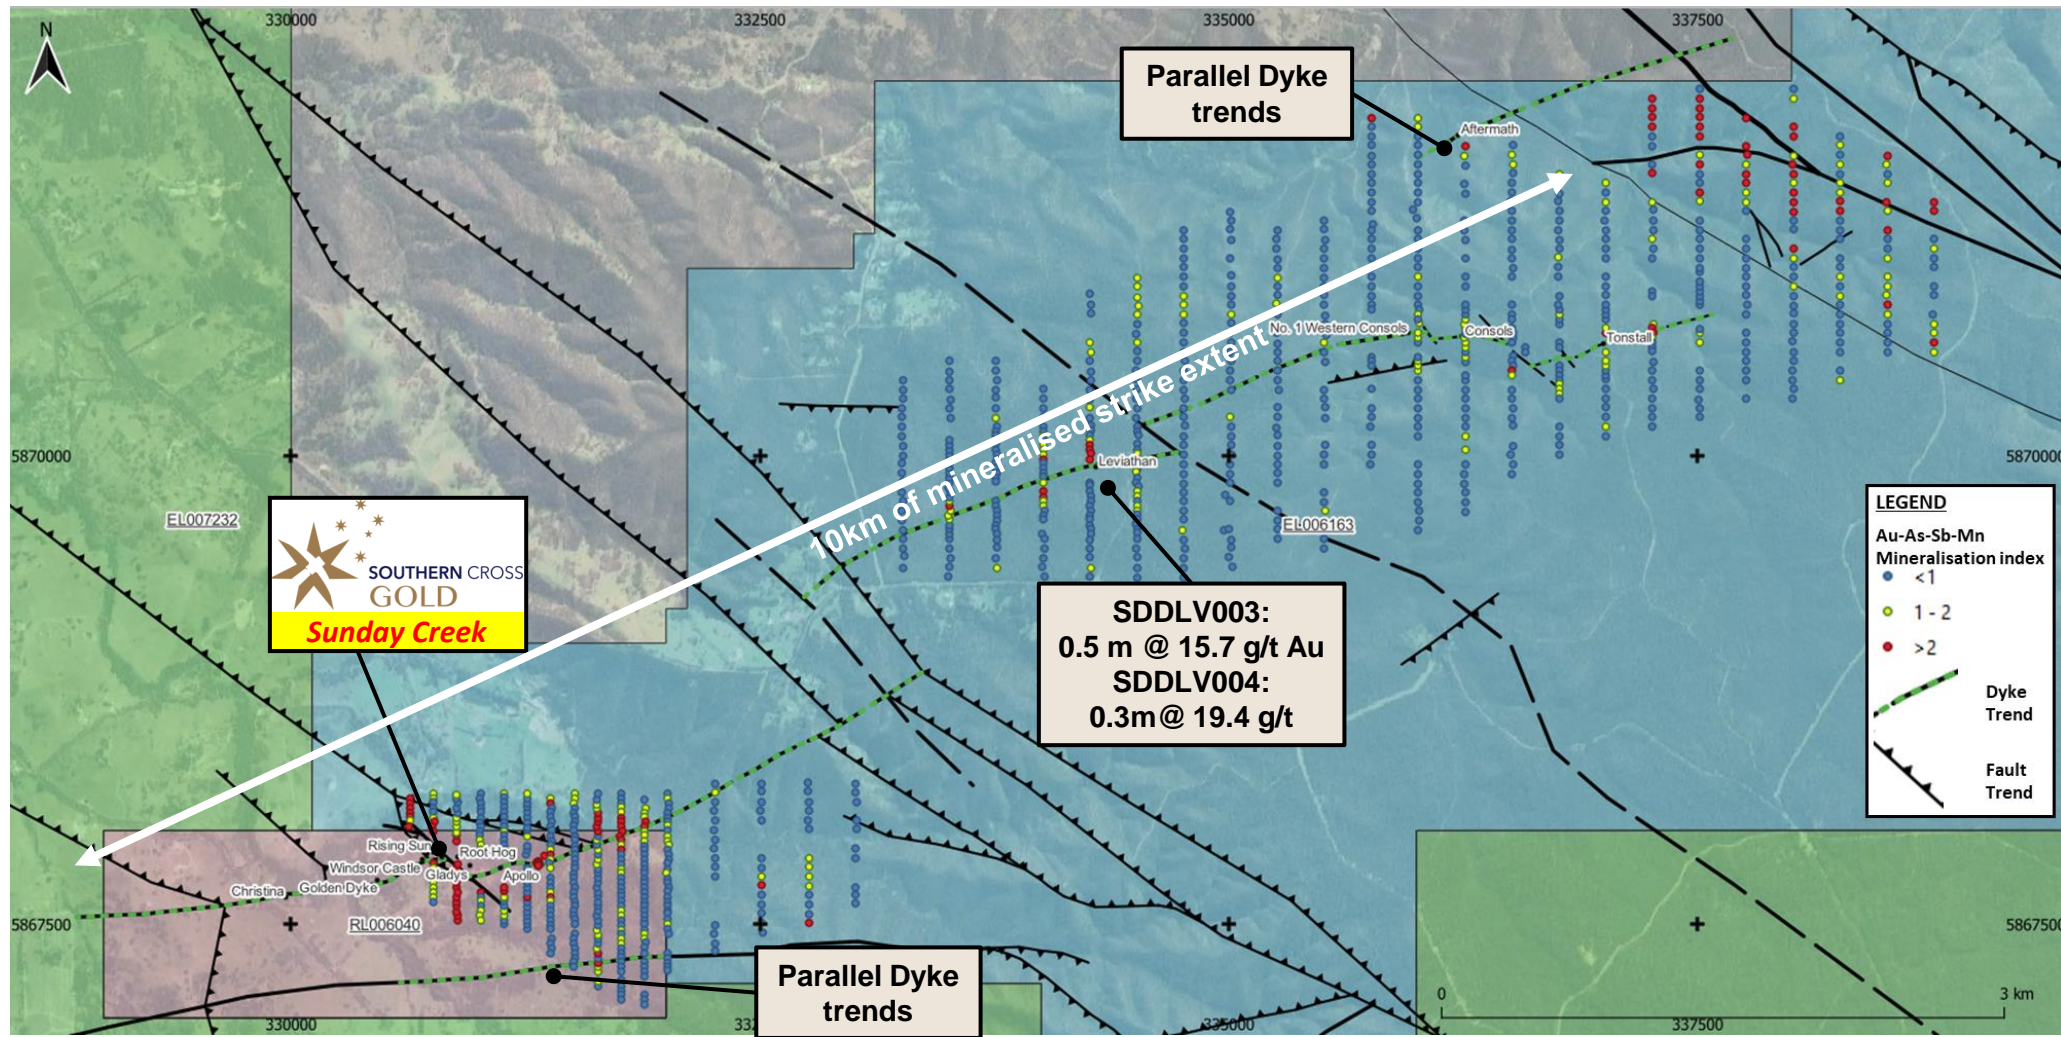 330000
332500
335000
337500
N
Parallel Dyke
trends
Aftermath
No. 1 Western Consols
Consols
Tonstall
10km of mineralised strike extent
Leviathan
5870000
5870000
EL007232
EL006163
SOUTHERN CROSS
GOLD
Sunday Creek
SDDLV003:
0.5 m @ 15.7 g/t Au
SDDLV004:
0.3m@ 19.4 g/t
LEGEND
Au-As-Sb-Mn
Mineralisation index
<1
1 - 2
>2
Dyke
Trend
Fault
Trend
Rising Sun
Root Hog
Windsor Castle
Gladys
Apollo
Christina
Golden Dyke
5867500
5867500
RL006040
Parallel Dyke
trends
0
3 km
330000
335000
337500